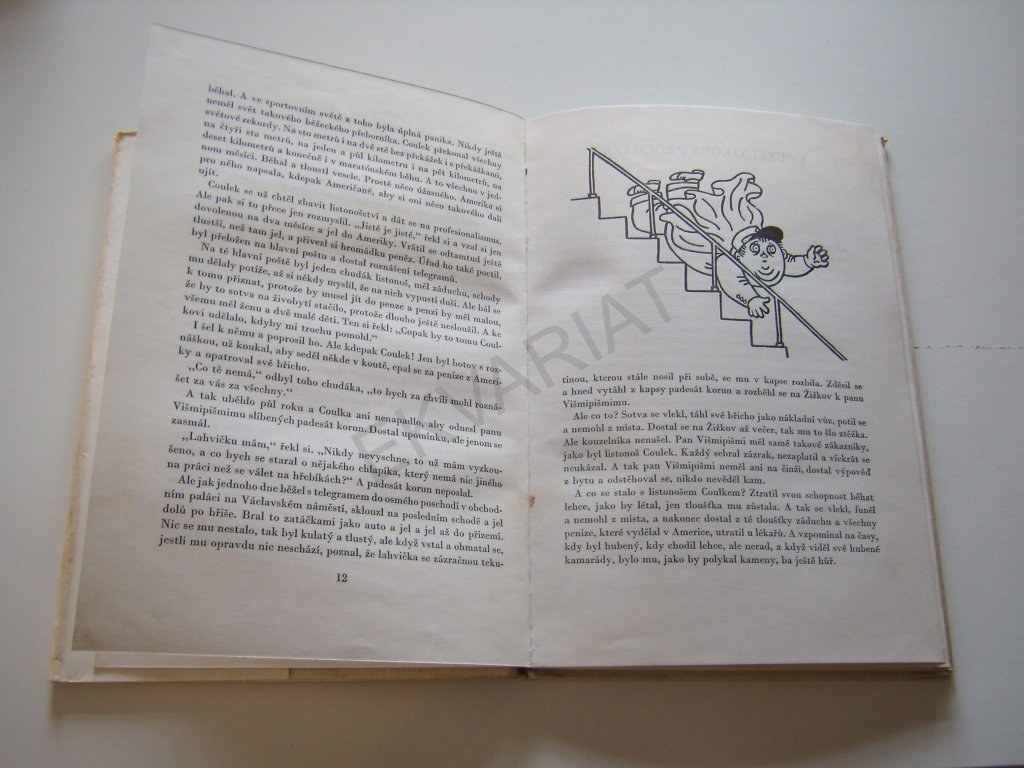 běhal. A ve sportovním světě z toho byla úplná panika. Nikdy ještě
neměl svět takového běžeckého přeborníka. Coulek překonal všechny
světové rekordy. Na sto metrů i na dvě stě bez překážek i s překážkami,
na čtyři sta metrů, na jeden a půl kilometru i na pět kilometrů, na
deset kilometrů a konečně i v maratónském běhu. A to všechno v jed-
nom měsíci. Běhal a tloustl vesele. Prostě něco úžasného. Amerika si
pro něho napsala, kdepak Američané, aby si oni něco takového dali
ujít.
Coulek se už chtěl zbavit listonošství a dát se na profesionalismus.
Ale pak si to přece jen rozmyslil. „Jisté je jisté,“ řekl si a vzal si jen
dovolenou na dva měsíce a jel do Ameriky. Vrátil se odtamtud ještě
tlustší, než tam jel, a přivezl si hromádku peněz. Úřad ho také poctil,
byl přeložen na hlavní poštu a dostal roznášení telegramů.
Na té hlavní poště byl jeden chudák listonoš, měl záduchu, schody
mu dělaly potíže, až si někdy myslil, že na nich vypustí duši. Ale bál se
k tomu přiznat, protože by musel jít do penze a penzi by měl malou,
že by to sotva na živobytí stačilo, protože dlouho ještě nesloužil. A ke
všemu měl ženu a dvě malé děti. Ten si řekl: „Copak by to tomu Coul-
kovi udělalo, kdyby mi trochu pomohl.“
I šel k němu a poprosil ho. Ale kdepak Coulek! Jen byl hotov s roz-
náškou, už koukal, aby seděl někde v koutě, cpal se za peníze z Ameri-
ky a opatroval své břicho.
„Co tě nemá,“ odbyl toho chudáka, „to bych za chvíli mohl rozná-
šet za vás za všechny.“
A tak uběhlo půl roku a Coulka ani nenapadlo, aby odnesl panu
Višmipišmimu slíbených padesát korun. Dostal upomínku, ale jenom se
zasmál.
„Lahvičku mám,“ řekl si. „Nikdy nevyschne, to už mám vyzkou-
šeno, a co bych se staral o nějakého chlapíka, který nemá nic jiného
na práci než se válet na hřebíkách?“ A padesát korun neposlal.
Ale jak jednoho dne běžel s telegramem do osmého poschodí v obchod-
ním paláci na Václavském náměstí, sklouzl na posledním schodě a jel
dolů po břiše. Bral to zatáčkami jako auto a jel až do přízemí.
Nic se mu nestalo, tak byl kulatý a tlustý, ale když vstal a ohmatal se,
jestli mu opravdu nic neschází, poznal, že lahvička se zázračnou teku-
12
tinou, kterou stále nosil při sobě, se mu v kapse rozbila. Zděsil se
a hned vytáhl z kapsy padesát korun a rozběhl se na Žižkov k panu
Višmipišmimu.
Ale co to? Sotva se vlekl, táhl své břicho jako nákladní vůz, potil se
a nemohl z místa. Dostal se na Žižkov až večer, tak mu to šlo ztěžka.
Ale kouzelníka nenašel. Pan Višmipišmi měl samé takové zákazníky,
jako byl listonoš Coulek. Každý sebral zázrak, nezaplatil a víckrát se
neukázal. A tak pan Višmipišmi neměl ani na činži, dostal výpověď
z bytu a odstěhoval se, nikdo nevěděl kam.
A co se stalo s listonošem Coulkem? Ztratil svou schopnost běhat
lehce, jako by létal, jen tloušťka mu zůstala. A tak se vlekl, funěl
a nemohl z místa, a nakonec dostal z té tloušťky záduchu a všechny
peníze, které vydělal v Americe, utratil u lékařů. A vzpomínal na časy,
kdy byl hubený, kdy chodil lehce, ale nerad, a když viděl své hubené
kamarády, bylo mu, jako by polykal kameny, ba ještě hůř.